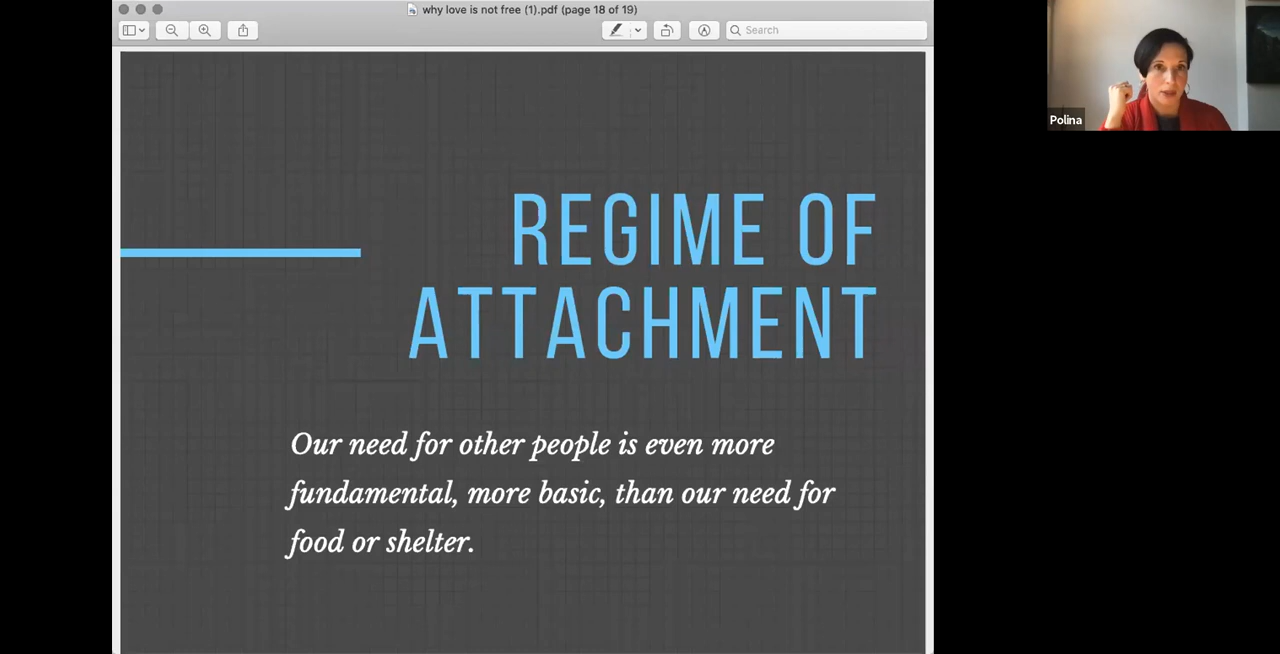 why love is not free (1).pdf (page 18 of 19)
Search
Polina
REGIME OF
ATTACHMENT
Our need for other people is even more
fundamental, more basic, than our need for
food or shelter.